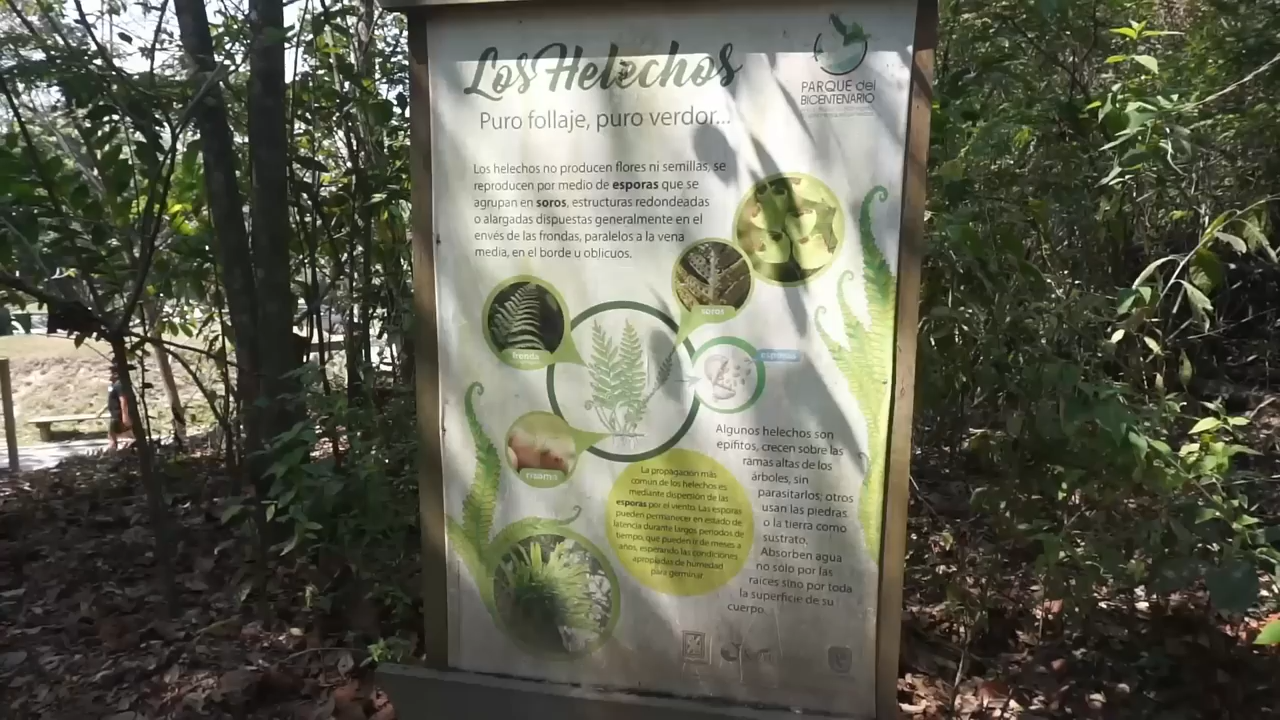 Los Helechos
PARQUE del
BICENTENARIO
Puro follaje, puro verdor...
Los helechos no producen flores ni semillas, se
reproducen por medio de esporas que se
agrupan en soros, estructuras redondeadas
o alargadas dispuestas generalmente en el
envés de las frondas, paralelos a la vena
media, en el borde u oblicuos.
soros
fronda
esporas
rizoma
Algunos helechos son
epífitos, crecen sobre las
ramas altas de los
árboles, sin
parasitarlos; otros
usan las piedras
o la tierra como
sustrato.
Absorben agua
no sólo por las
raíces sino por toda
la superficie de su
cuerpo.
La propagación más
común de los helechos es
mediante dispersión de las
esporas por el viento. Las esporas
pueden permanecer en estado de
latencia durante largos periodos de
tiempo, que pueden ir de meses a
años, esperando las condiciones
apropiadas de humedad
para germinar.